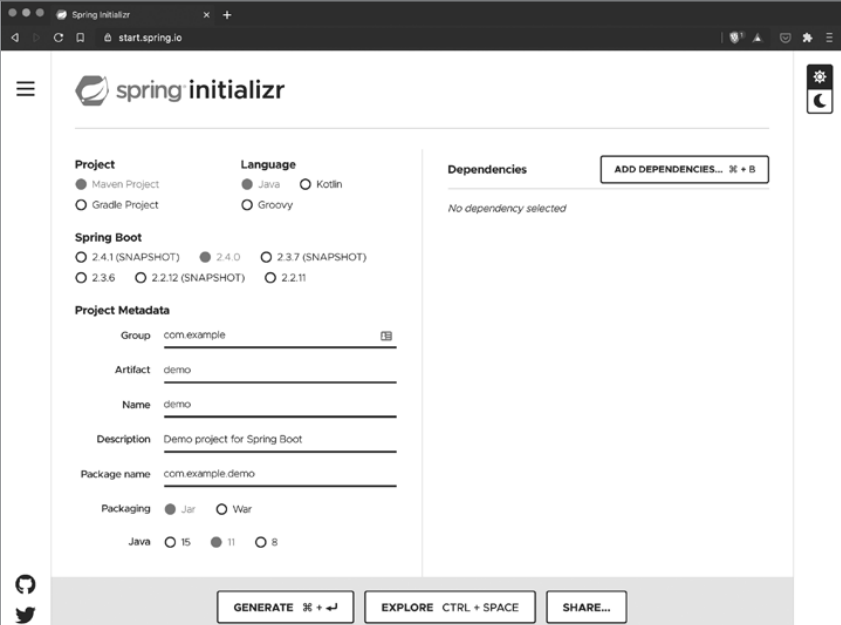 Spring Initializr
start.spring.io
spring initializr
Project
Maven Project
Gradle Project
Language
Java Kotlin
Groovy
Spring Boot
2.4.1 (SNAPSHOT) 2.4.0 2.3.7 (SNAPSHOT)
2.3.6 2.2.12 (SNAPSHOT) 2.2.11
Project Metadata
Group com.example
Artifact demo
Name demo
Description Demo project for Spring Boot
Package name com.example.demo
Packaging Jar War
Java 15 11 8
Dependencies ADD DEPENDENCIES... ⌘ + B
No dependency selected
GENERATE ⌘ + ↵ EXPLORE CTRL + SPACE SHARE...